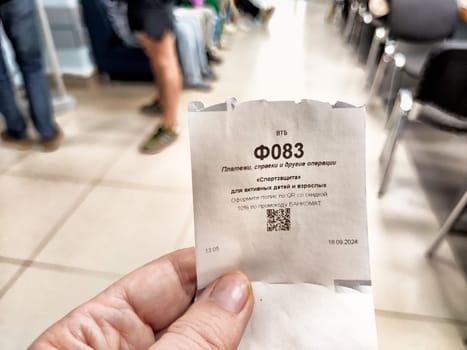 ВТБ
Ф083
Платежи, справки и другие операции
«Спортзащита»
для активных детей и взрослых
Оформите полис по QR со скидкой
10% по промокоду БАНКОМАТ
13:05 18.09.2024